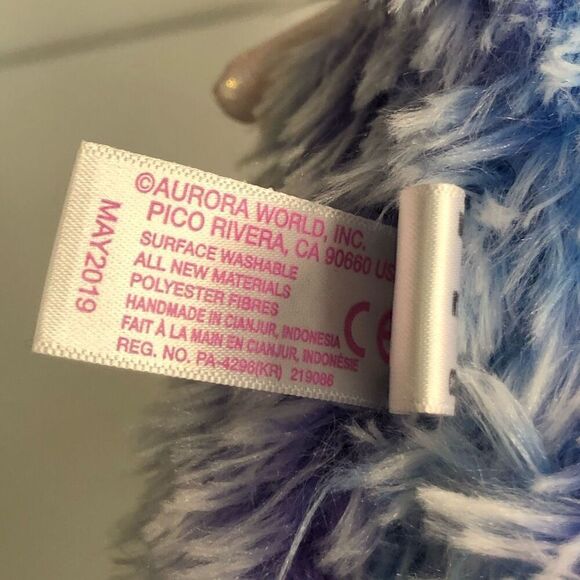 ©AURORA WORLD, INC.
PICO RIVERA, CA 90660 US
SURFACE WASHABLE
ALL NEW MATERIALS
POLYESTER FIBRES
HANDMADE IN CIANJUR, INDONESIA
FAIT À LA MAIN EN CIANJUR, INDONÉSIE
REG. NO. PA-4296(KR) 219086
CE
MAY2019